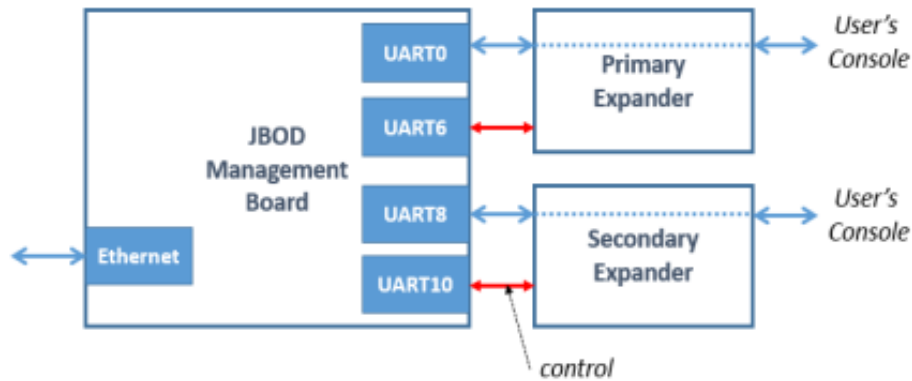 UART0
UART6
UART8
UART10
JBOD
Management
Board
Ethernet
Primary
Expander
Secondary
Expander
User's
Console
User's
Console
control